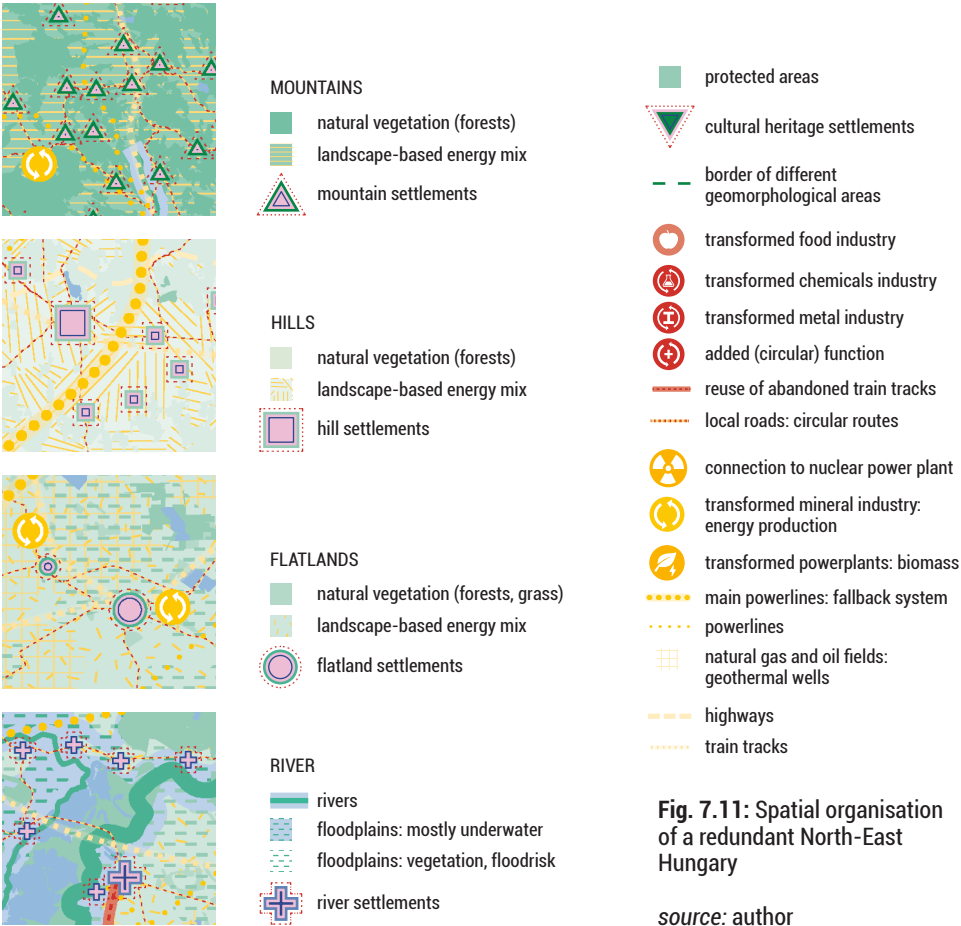 MOUNTAINS
natural vegetation (forests)
landscape-based energy mix
mountain settlements
HILLS
natural vegetation (forests)
landscape-based energy mix
hill settlements
FLATLANDS
natural vegetation (forests, grass)
landscape-based energy mix
flatland settlements
RIVER
rivers
floodplains: mostly underwater
floodplains: vegetation, floodrisk
river settlements
protected areas
cultural heritage settlements
border of different
geomorphological areas
transformed food industry
transformed chemicals industry
transformed metal industry
added (circular) function
reuse of abandoned train tracks
local roads: circular routes
connection to nuclear power plant
transformed mineral industry:
energy production
transformed powerplants: biomass
main powerlines: fallback system
powerlines
natural gas and oil fields:
geothermal wells
highways
train tracks
Fig. 7.11: Spatial organisation
of a redundant North-East
Hungary
source: author